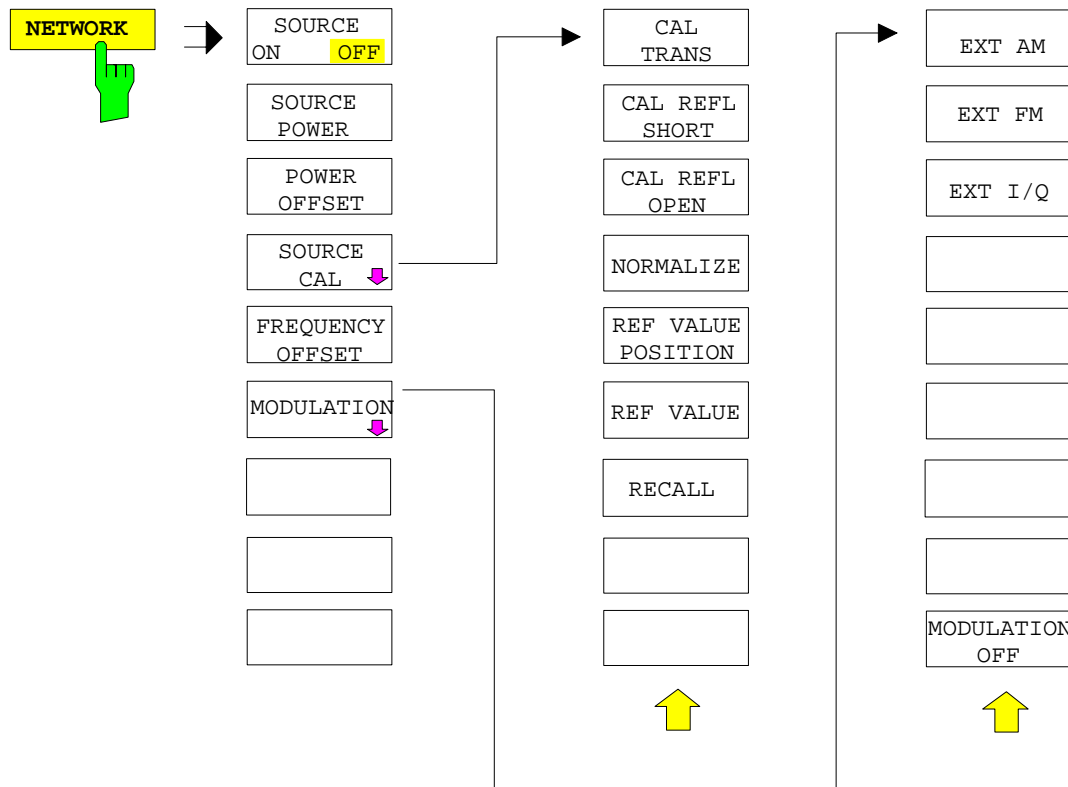 NETWORK
SOURCE
ON OFF
SOURCE
POWER
POWER
OFFSET
SOURCE
CAL
FREQUENCY
OFFSET
MODULATION
CAL
TRANS
CAL REFL
SHORT
CAL REFL
OPEN
NORMALIZE
REF VALUE
POSITION
REF VALUE
RECALL
EXT AM
EXT FM
EXT I/Q
MODULATION
OFF